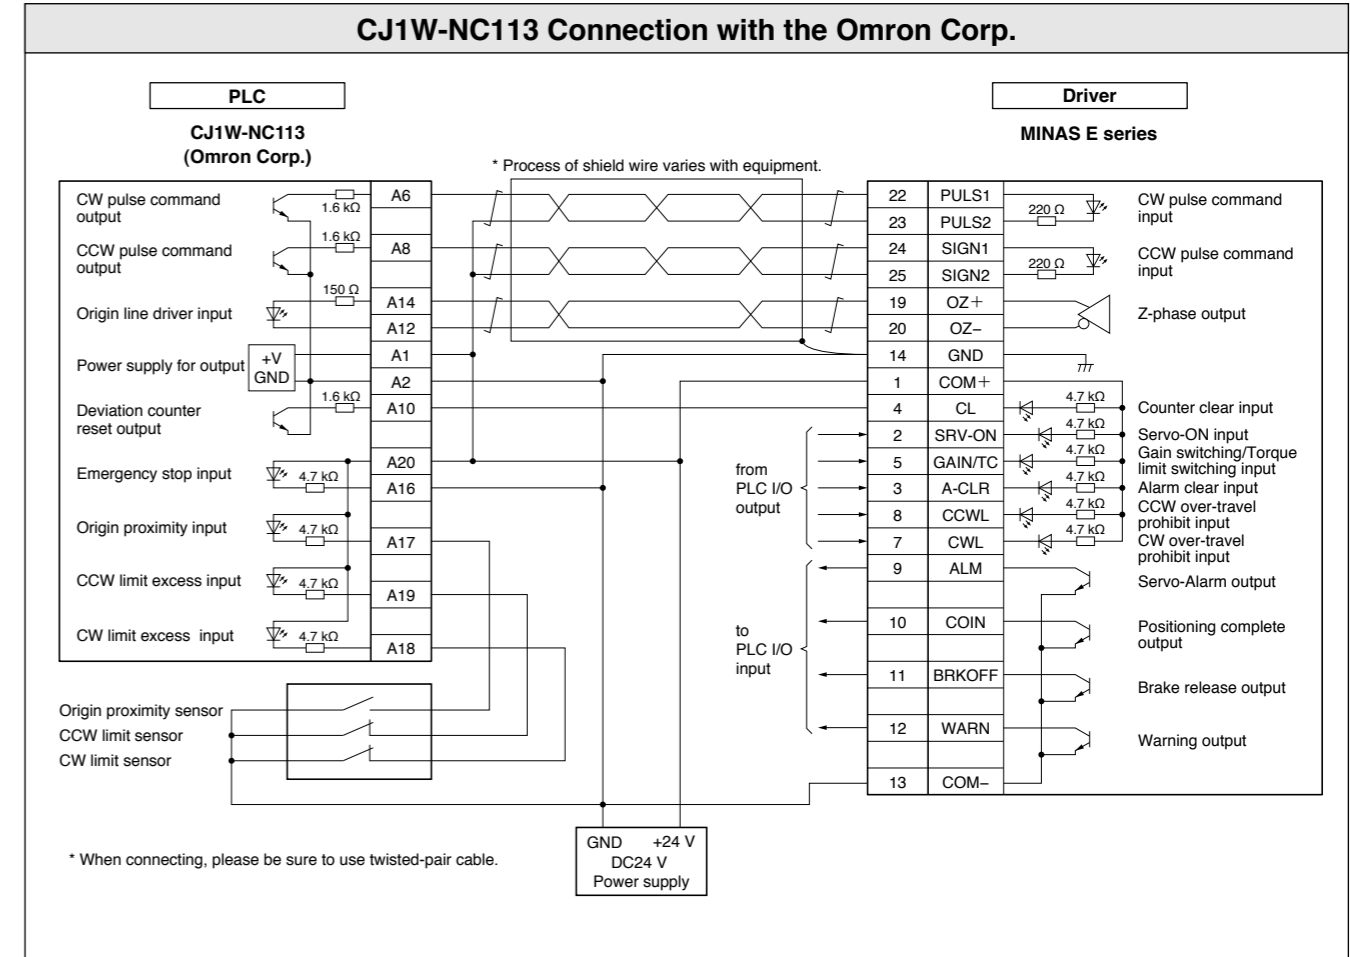 CJ1W-NC113 Connection with the Omron Corp.
PLC
Driver
CJ1W-NC113
(Omron Corp.)
MINAS E series
* Process of shield wire varies with equipment.
CW pulse command
output
1.6 kΩ
A6
22 PULS1
23 PULS2
220 Ω
CW pulse command
input
CCW pulse command
output
1.6 kΩ
A8
24 SIGN1
25 SIGN2
220 Ω
CCW pulse command
input
Origin line driver input
150 Ω
A14
A12
19 OZ+
20 OZ−
Z-phase output
Power supply for output
+V
GND
A1
A2
14 GND
1 COM+
Deviation counter
reset output
1.6 kΩ
A10
4 CL
4.7 kΩ
Counter clear input
2 SRV-ON
4.7 kΩ
Servo-ON input
Emergency stop input
4.7 kΩ
A20
A16
from
PLC I/O
output
5 GAIN/TC
4.7 kΩ
Gain switching/Torque
limit switching input
3 A-CLR
4.7 kΩ
Alarm clear input
8 CCWL
4.7 kΩ
CCW over-travel
prohibit input
Origin proximity input
4.7 kΩ
A17
7 CWL
4.7 kΩ
CW over-travel
prohibit input
CCW limit excess input
4.7 kΩ
A19
9 ALM
Servo-Alarm output
CW limit excess input
4.7 kΩ
A18
to
PLC I/O
input
10 COIN
Positioning complete
output
11 BRKOFF
Brake release output
12 WARN
Warning output
13 COM−
Origin proximity sensor
CCW limit sensor
CW limit sensor
GND +24 V
DC24 V
Power supply
* When connecting, please be sure to use twisted-pair cable.